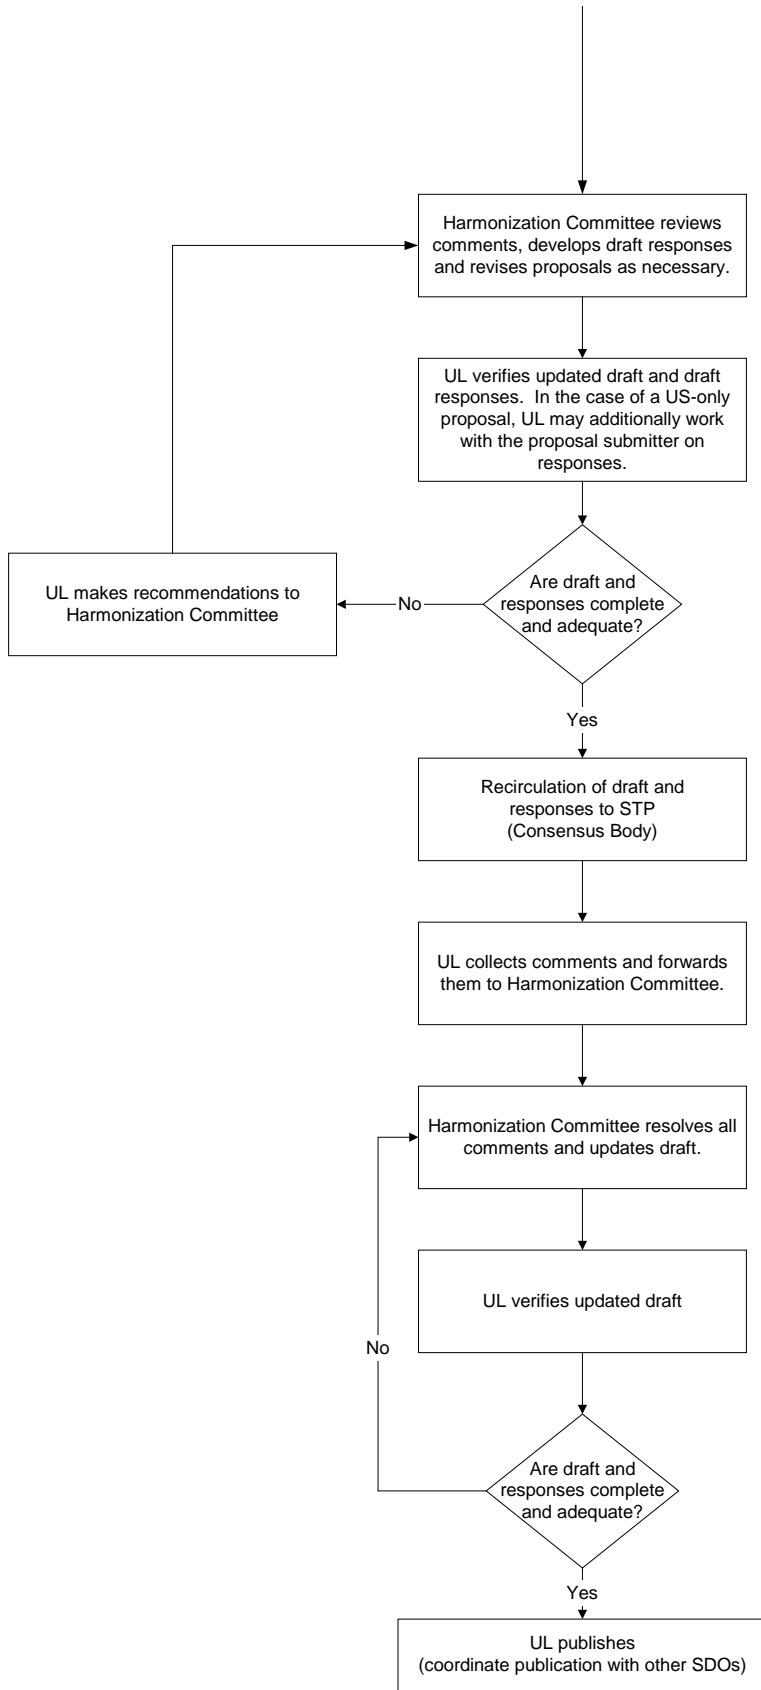 Harmonization Committee reviews
comments, develops draft responses
and revises proposals as necessary.
UL verifies updated draft and draft
responses.  In the case of a US-only
proposal, UL may additionally work
with the proposal submitter on
responses.
Are draft and
responses complete
and adequate?
No
UL makes recommendations to
Harmonization Committee
Yes
Recirculation of draft and
responses to STP
(Consensus Body)
UL collects comments and forwards
them to Harmonization Committee.
Harmonization Committee resolves all
comments and updates draft.
UL verifies updated draft
No
Are draft and
responses complete
and adequate?
Yes
UL publishes
(coordinate publication with other SDOs)